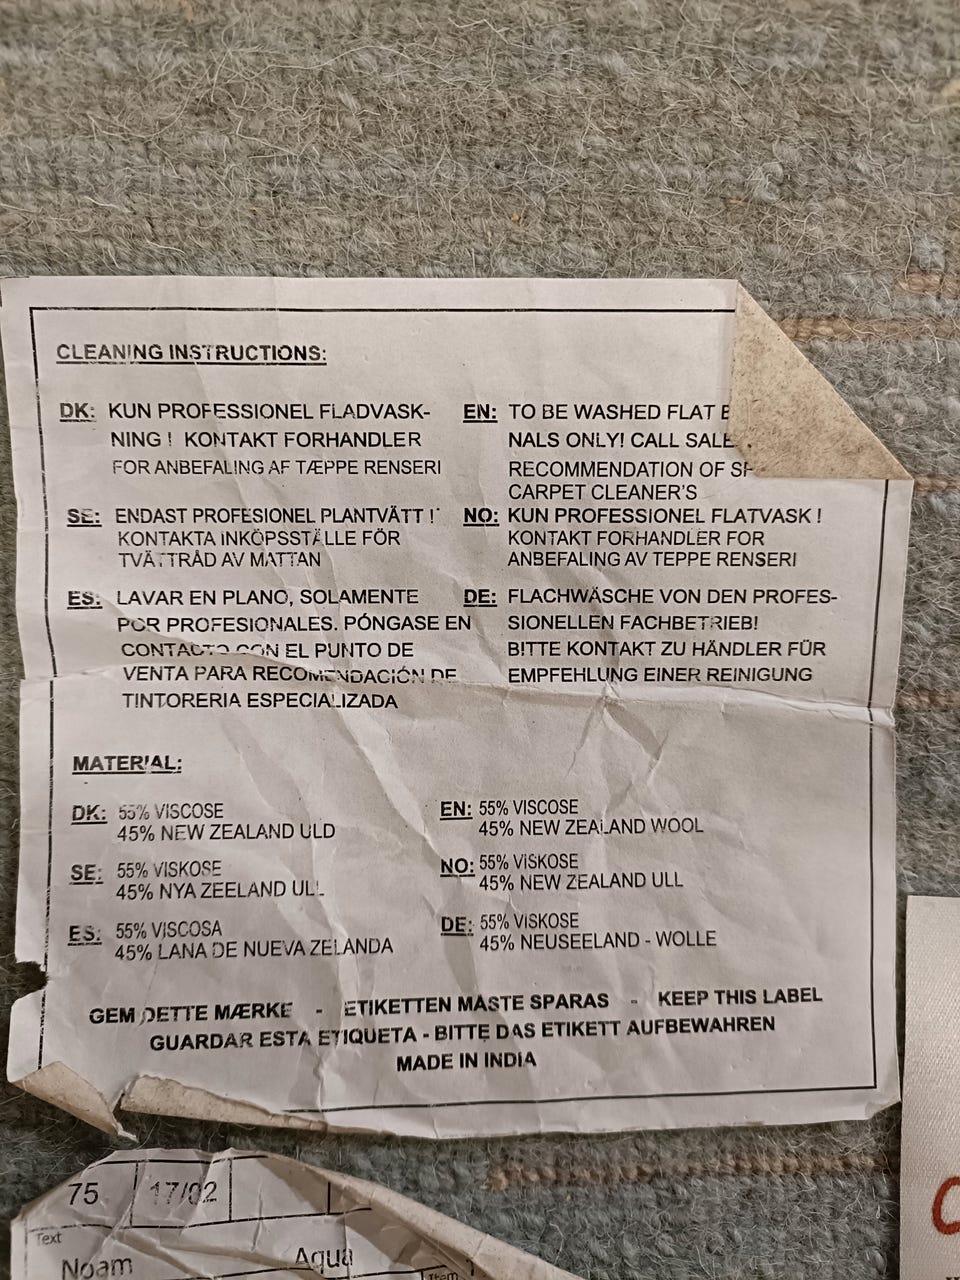 CLEANING INSTRUCTIONS:
DK: KUN PROFESSIONEL FLADVASK-
NING ! KONTAKT FORHANDLER
FOR ANBEFALING AF TÆPPE RENSERI
EN: TO BE WASHED FLAT
NALS ONLY! CALL
RECOMMENDATION OF
CARPET CLEANER'S
SE: ENDAST PROFESIONEL PLANTVÄTT !
KONTAKTA INKÖPSSTÄLLE FÖR
TVÄTTRÅD AV MATTAN
NO: KUN PROFESSIONEL FLATVASK !
KONTAKT FORHANDLER FOR
ANBEFALING AV TEPPE RENSERI
ES: LAVAR EN PLANO, SOLAMENTE
POR PROFESIONALES. PÓNGASE EN
CONTACTO CON EL PUNTO DE
VENTA PARA RECOMENDACIÓN DE
TINTORERIA ESPECIALIZADA
DE: FLACHWÄSCHE VON DEN PROFES-
SIONELLEN FACHBETRIEB!
BITTE KONTAKT ZU HÄNDLER FÜR
EMPFEHLUNG EINER REINIGUNG
MATERIAL:
DK: 55% VISCOSE
45% NEW ZEALAND ULD
EN: 55% VISCOSE
45% NEW ZEALAND WOOL
SE: 55% VISKOSE
45% NYA ZEELAND ULL
NO: 55% VISKOSE
45% NEW ZEALAND ULL
ES: 55% VISCOSA
45% LANA DE NUEVA ZELANDA
DE: 55% VISKOSE
45% NEUSEELAND - WOLLE
GEM DETTE MÆRKE - ETIKETTEN MÅSTE SPARAS - KEEP THIS LABEL
GUARDAR ESTA ETIQUETA - BITTE DAS ETIKETT AUFBEWAHREN
MADE IN INDIA
75 17/02
Text
Noam Aqua
Item